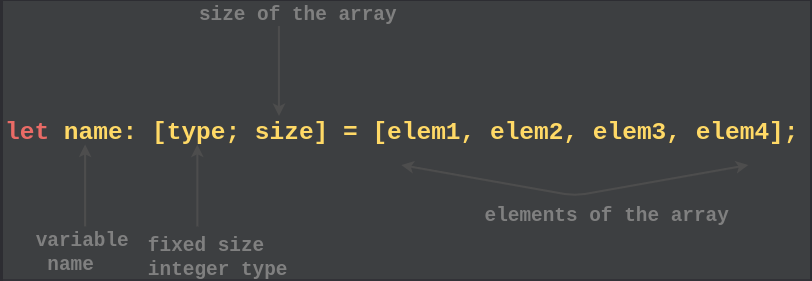 size of the array
let name: [type; size] = [elem1, elem2, elem3, elem4];
variable
name
fixed size
integer type
elements of the array